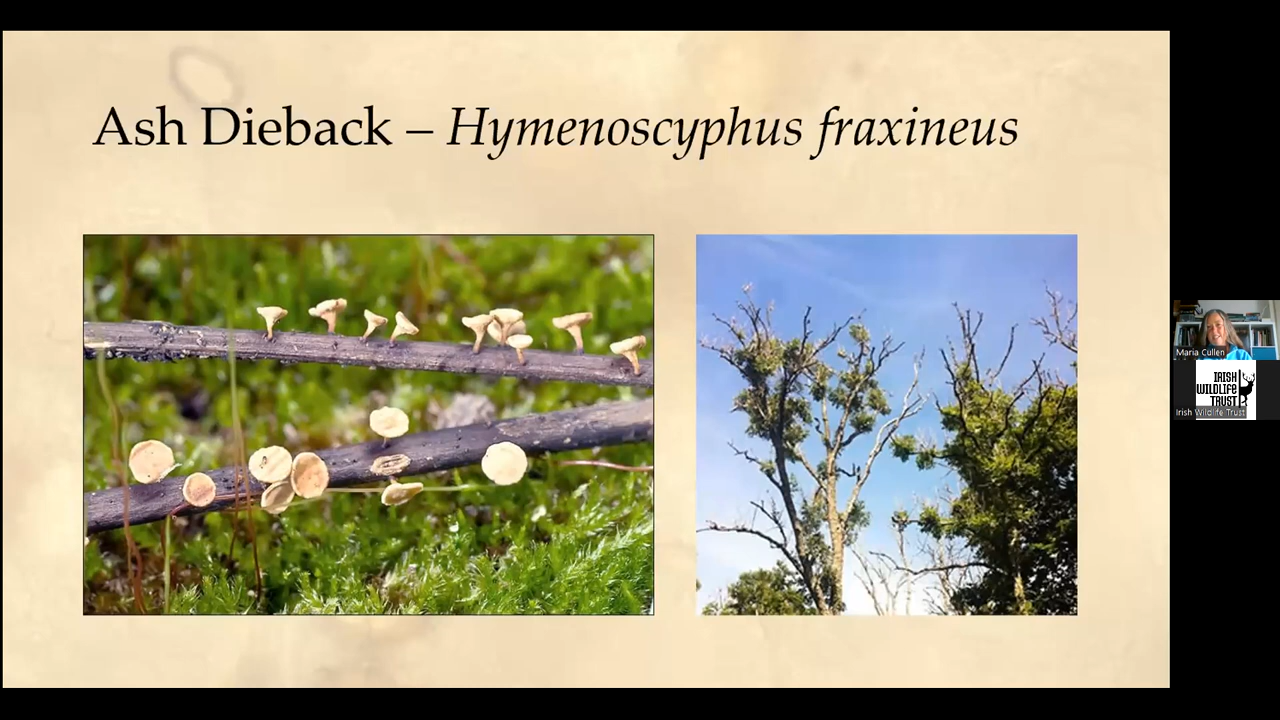 Ash Dieback – Hymenoscyphus fraxineus
Maria Cullen
IRISH
WILDLIFE
TRUST
Irish Wildlife Trust